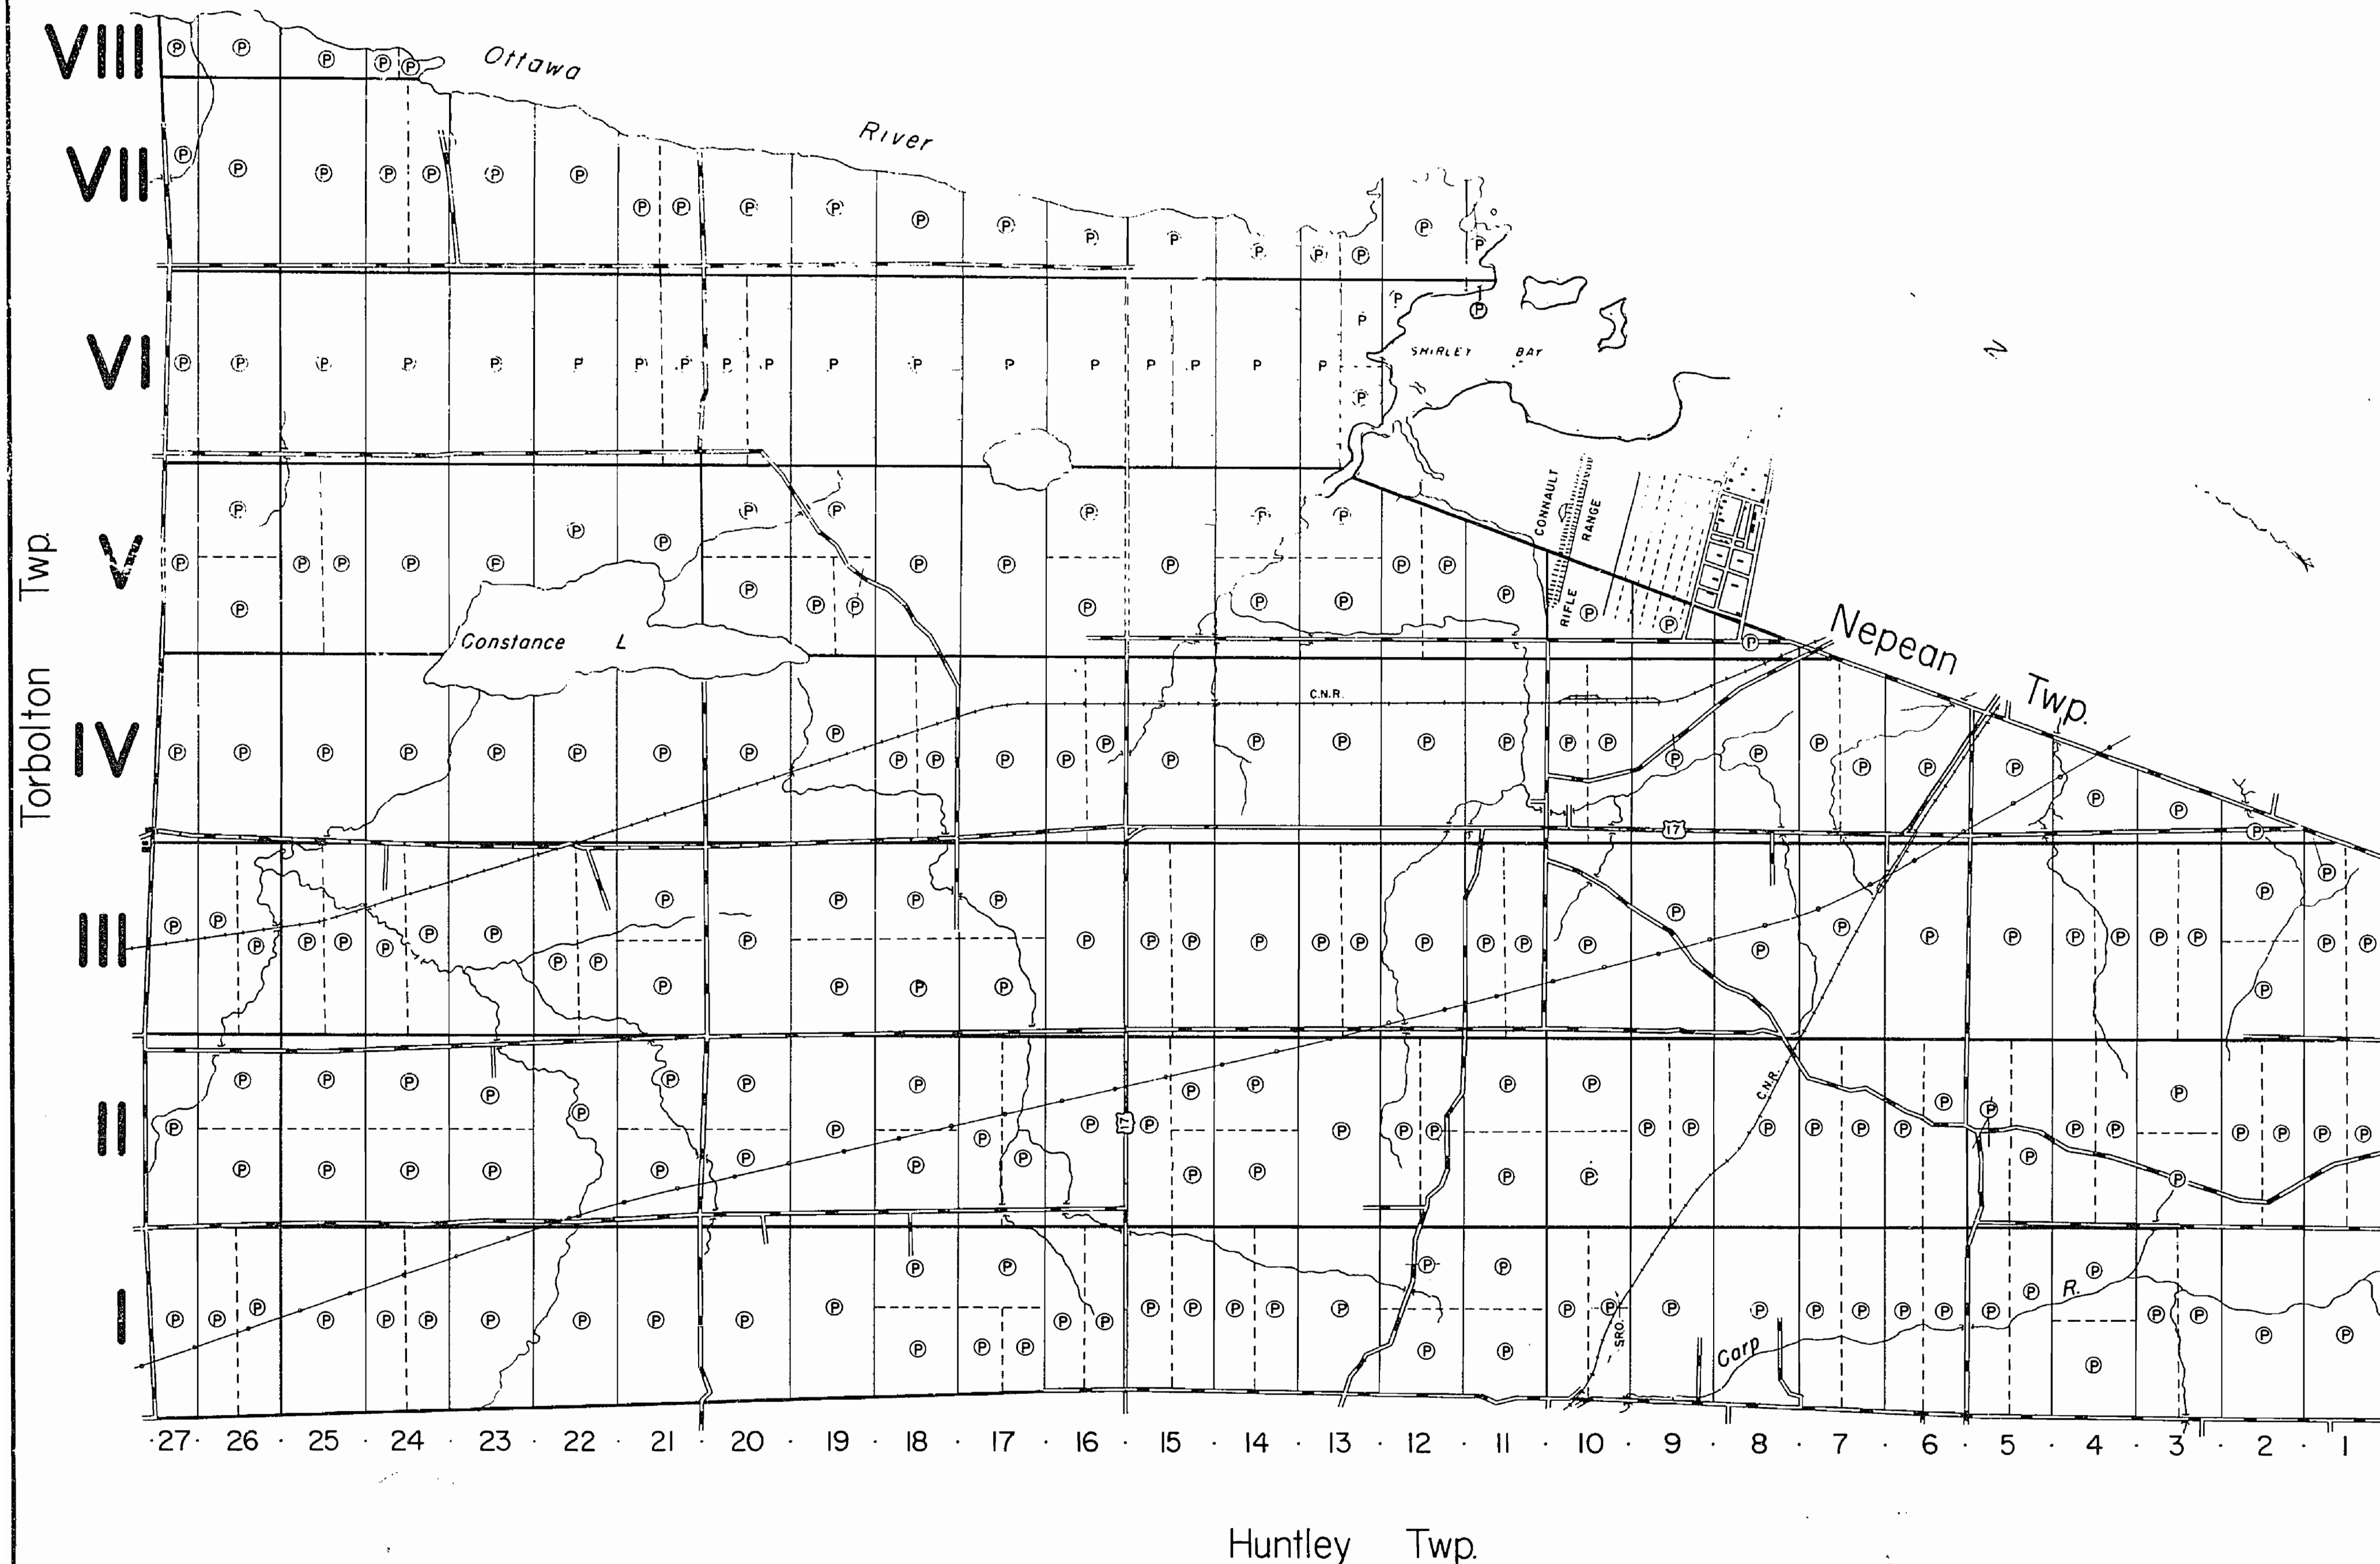 VIII
Ottawa
River
VII
VI
SHIRLEY BAY
N
V
CONNAULT
RANGE
RIFLE
Torbolton Twp.
Constance L
Nepean Twp.
C.N.R.
IV
17
III
C.N.R.
17
II
I
R.
Carp
SRO.
27 26 25 24 23 22 21 20 19 18 17 16 15 14 13 12 11 10 9 8 7 6 5 4 3 2 1
Huntley Twp.